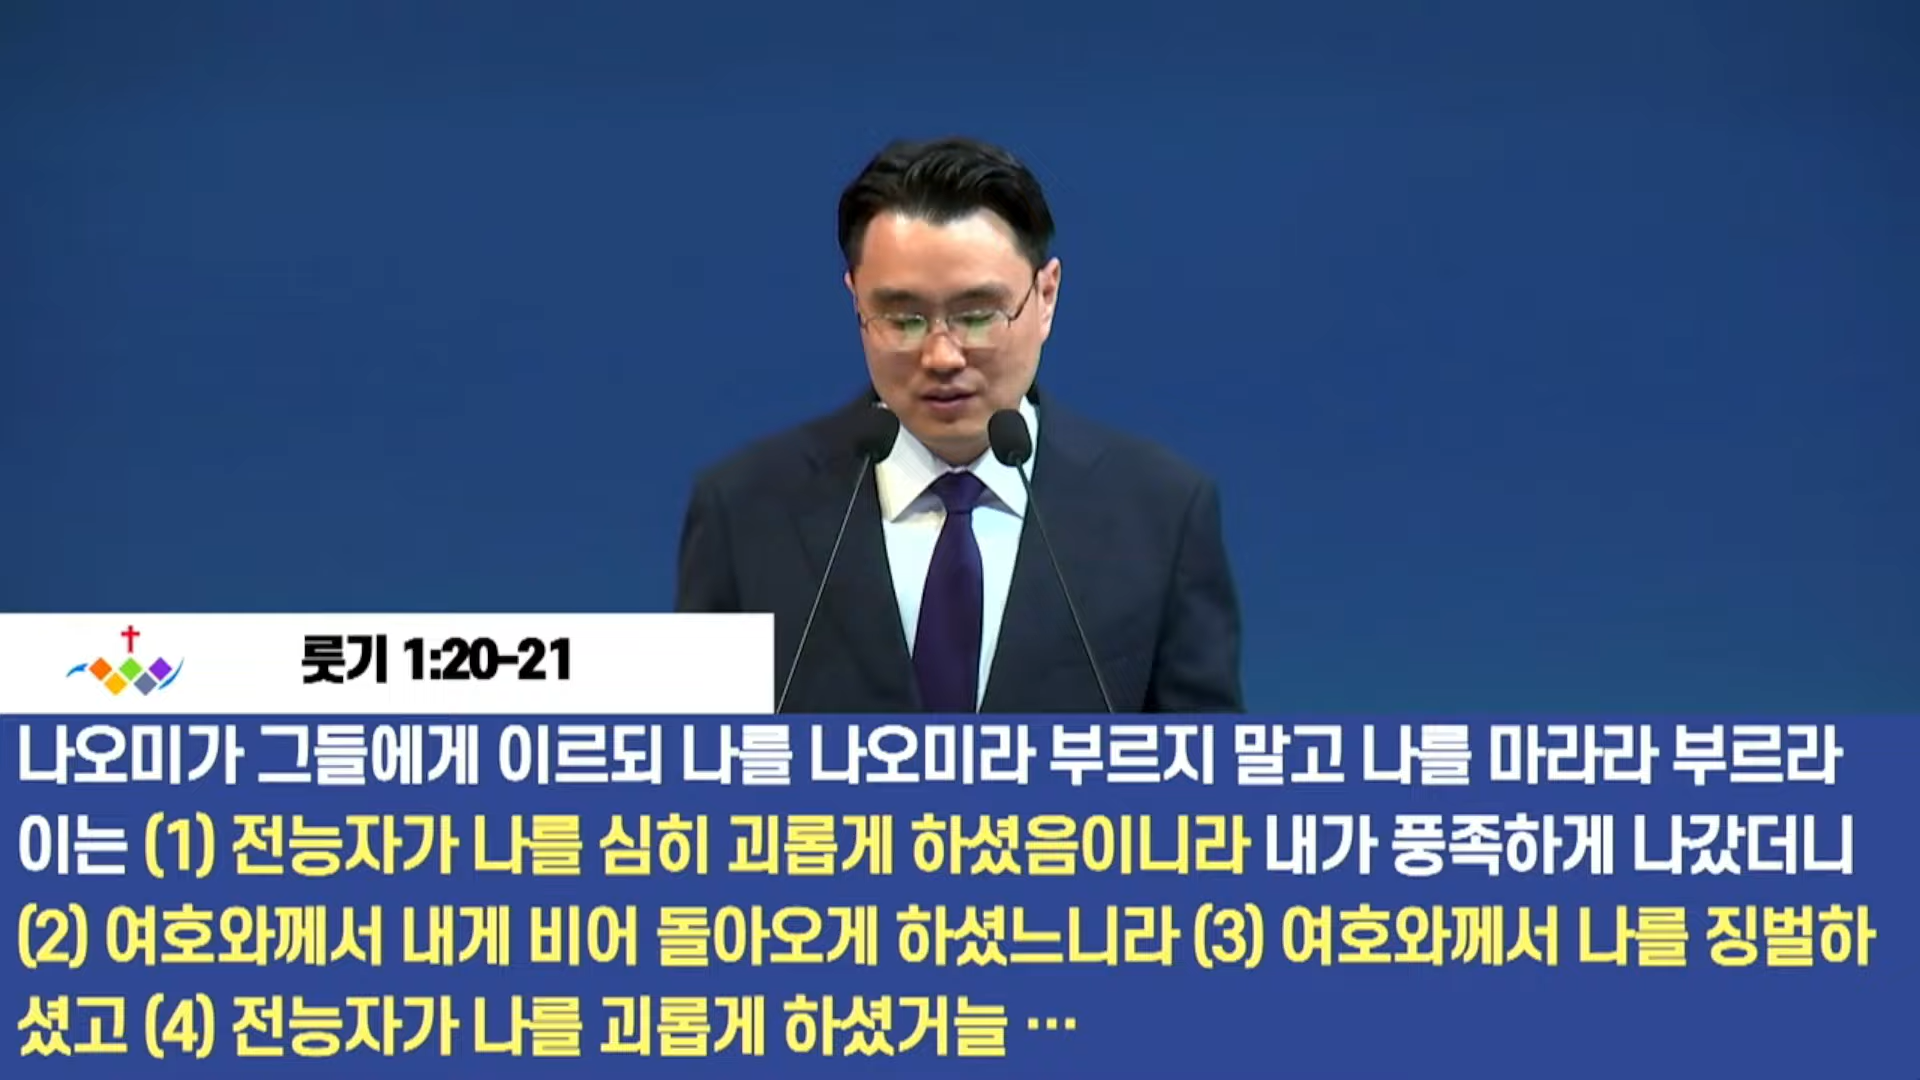 룻기 1:20-21
나오미가 그들에게 이르되 나를 나오미라 부르지 말고 나를 마라라 부르라
이는 (1) 전능자가 나를 심히 괴롭게 하셨음이니라 내가 풍족하게 나갔더니
(2) 여호와께서 내게 비어 돌아오게 하셨느니라 (3) 여호와께서 나를 징벌하
셨고 (4) 전능자가 나를 괴롭게 하셨거늘 …